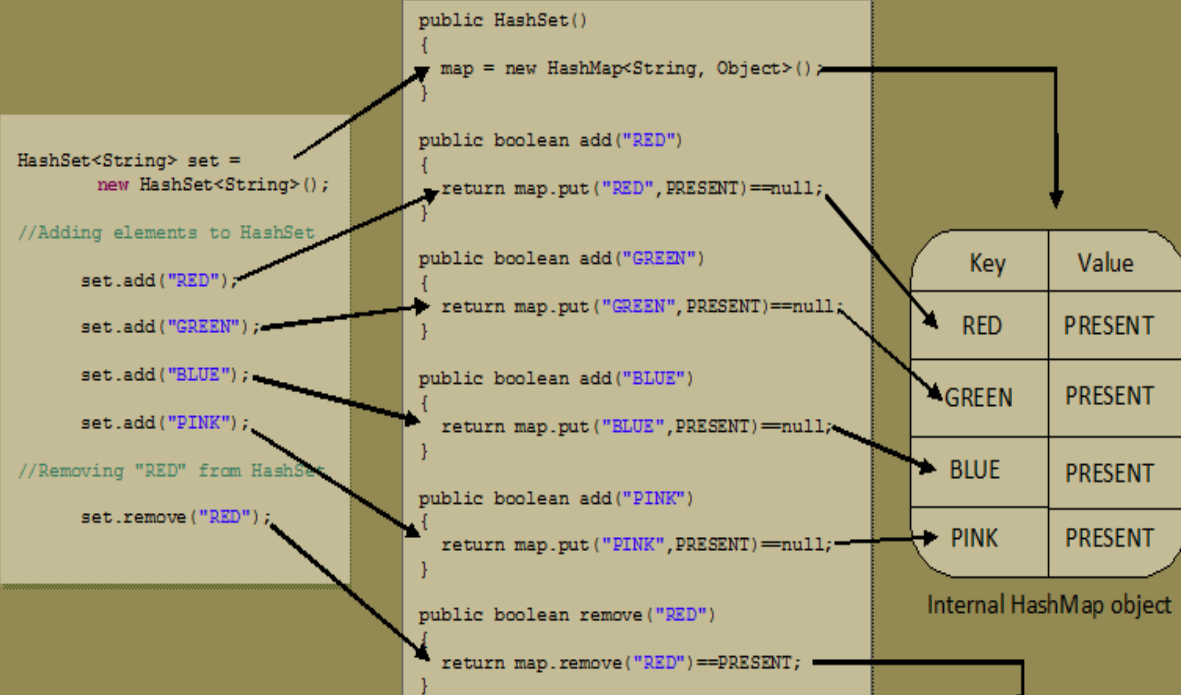 HashSet<String> set =
new HashSet<String>();
//Adding elements to HashSet
set.add("RED");
set.add("GREEN");
set.add("BLUE");
set.add("PINK");
//Removing "RED" from HashSet
set.remove("RED");
public HashSet()
{
map = new HashMap<String, Object>();
}
public boolean add("RED")
{
return map.put("RED",PRESENT)==null;
}
public boolean add("GREEN")
{
return map.put("GREEN",PRESENT)==null;
}
public boolean add("BLUE")
{
return map.put("BLUE",PRESENT)==null;
}
public boolean add("PINK")
{
return map.put("PINK",PRESENT)==null;
}
public boolean remove("RED")
{
return map.remove("RED")==PRESENT;
}
Key Value
RED PRESENT
GREEN PRESENT
BLUE PRESENT
PINK PRESENT
Internal HashMap object